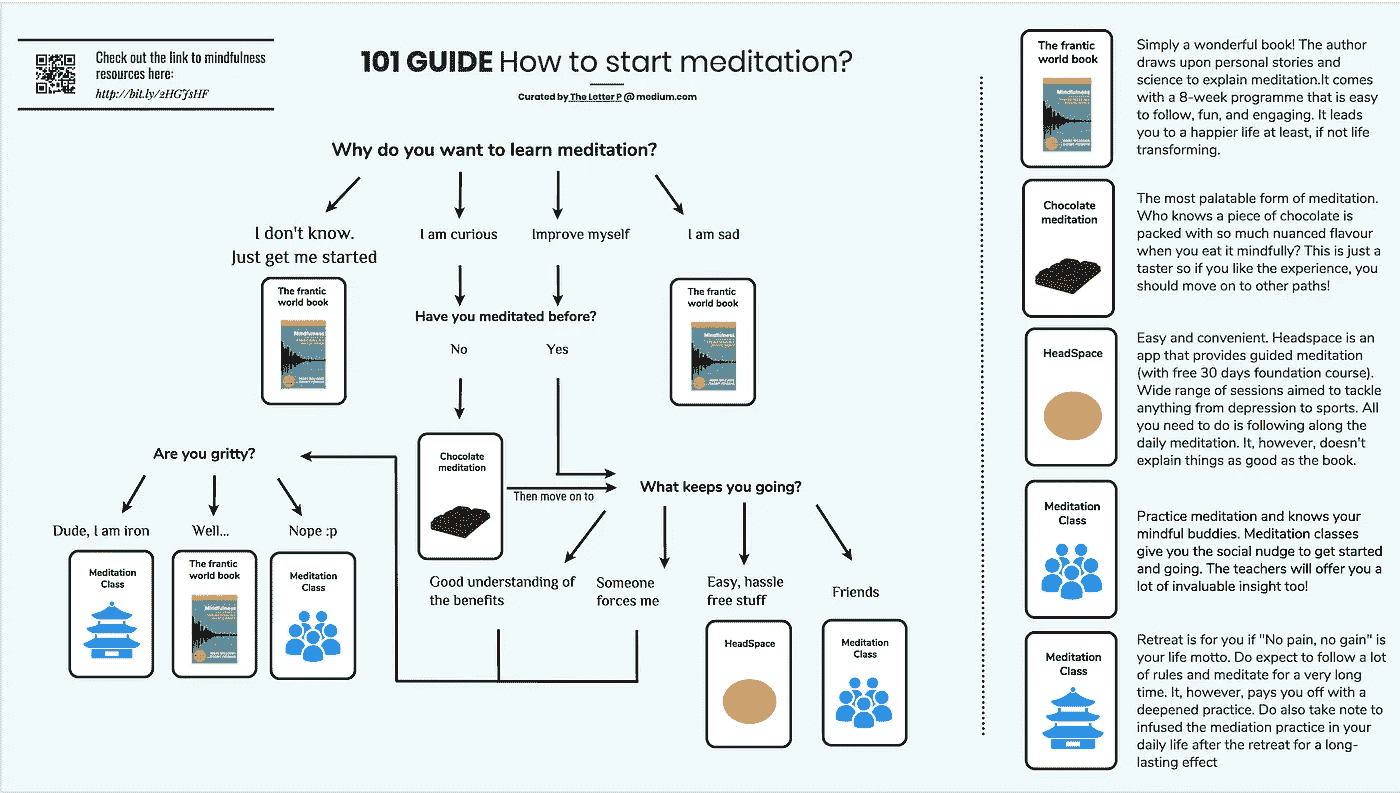 Check out the link to mindfulness
resources here:
http://bit.ly/2HGJsHF
101 GUIDE How to start meditation?
Curated by The Letter P @ medium.com
Why do you want to learn meditation?
I don't know.
Just get me started
I am curious
Improve myself
I am sad
The frantic
world book
Mindfulness
The frantic
world book
Mindfulness
Have you meditated before?
No
Yes
Chocolate
meditation
Then move on to
Are you gritty?
Dude, I am iron
Well...
Nope :p
Meditation
Class
The frantic
world book
Mindfulness
Meditation
Class
What keeps you going?
Good understanding of
the benefits
Someone
forces me
Easy, hassle
free stuff
Friends
HeadSpace
Meditation
Class
The frantic
world book
Mindfulness
Simply a wonderful book! The author
draws upon personal stories and
science to explain meditation.It comes
with a 8-week programme that is easy
to follow, fun, and engaging. It leads
you to a happier life at least, if not life
transforming.
Chocolate
meditation
The most palatable form of meditation.
Who knows a piece of chocolate is
packed with so much nuanced flavour
when you eat it mindfully? This is just a
taster so if you like the experience, you
should move on to other paths!
HeadSpace
Easy and convenient. Headspace is an
app that provides guided meditation
(with free 30 days foundation course).
Wide range of sessions aimed to tackle
anything from depression to sports. All
you need to do is following along the
daily meditation. It, however, doesn't
explain things as good as the book.
Meditation
Class
Practice meditation and knows your
mindful buddies. Meditation classes
give you the social nudge to get started
and going. The teachers will offer you a
lot of invaluable insight too!
Meditation
Class
Retreat is for you if "No pain, no gain" is
your life motto. Do expect to follow a lot
of rules and meditate for a very long
time. It, however, pays you off with a
deepened practice. Do also take note to
infused the mediation practice in your
daily life after the retreat for a long-
lasting effect